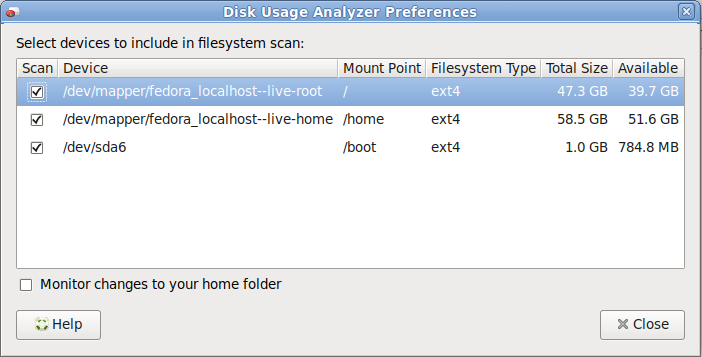 Disk Usage Analyzer Preferences
Select devices to include in filesystem scan:
Scan Device Mount Point Filesystem Type Total Size Available
/dev/mapper/fedora_localhost--live-root / ext4 47.3 GB 39.7 GB
/dev/mapper/fedora_localhost--live-home /home ext4 58.5 GB 51.6 GB
/dev/sda6 /boot ext4 1.0 GB 784.8 MB
Monitor changes to your home folder
Help Close